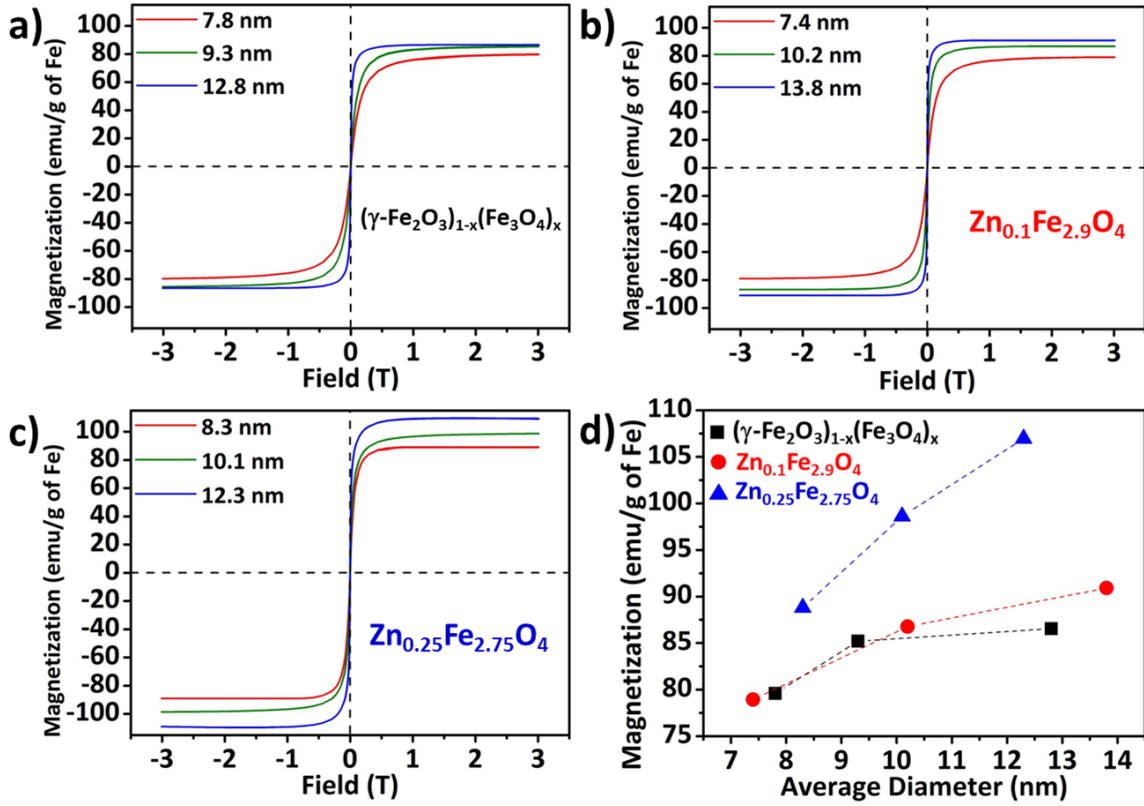 a)
7.8 nm
9.3 nm
12.8 nm
(γ-Fe₂O₃)₁₋ₓ(Fe₃O₄)ₓ
Magnetization (emu/g of Fe)
100
80
60
40
20
0
-20
-40
-60
-80
-100
-3 -2 -1 0 1 2 3
Field (T)
b)
7.4 nm
10.2 nm
13.8 nm
Zn₀.₁Fe₂.₉O₄
Magnetization (emu/g of Fe)
100
80
60
40
20
0
-20
-40
-60
-80
-100
-3 -2 -1 0 1 2 3
Field (T)
c)
8.3 nm
10.1 nm
12.3 nm
Zn₀.₂₅Fe₂.₇₅O₄
Magnetization (emu/g of Fe)
100
80
60
40
20
0
-20
-40
-60
-80
-100
-3 -2 -1 0 1 2 3
Field (T)
d)
(γ-Fe₂O₃)₁₋ₓ(Fe₃O₄)ₓ
Zn₀.₁Fe₂.₉O₄
Zn₀.₂₅Fe₂.₇₅O₄
Magnetization (emu/g of Fe)
110
105
100
95
90
85
80
75
7 8 9 10 11 12 13 14
Average Diameter (nm)